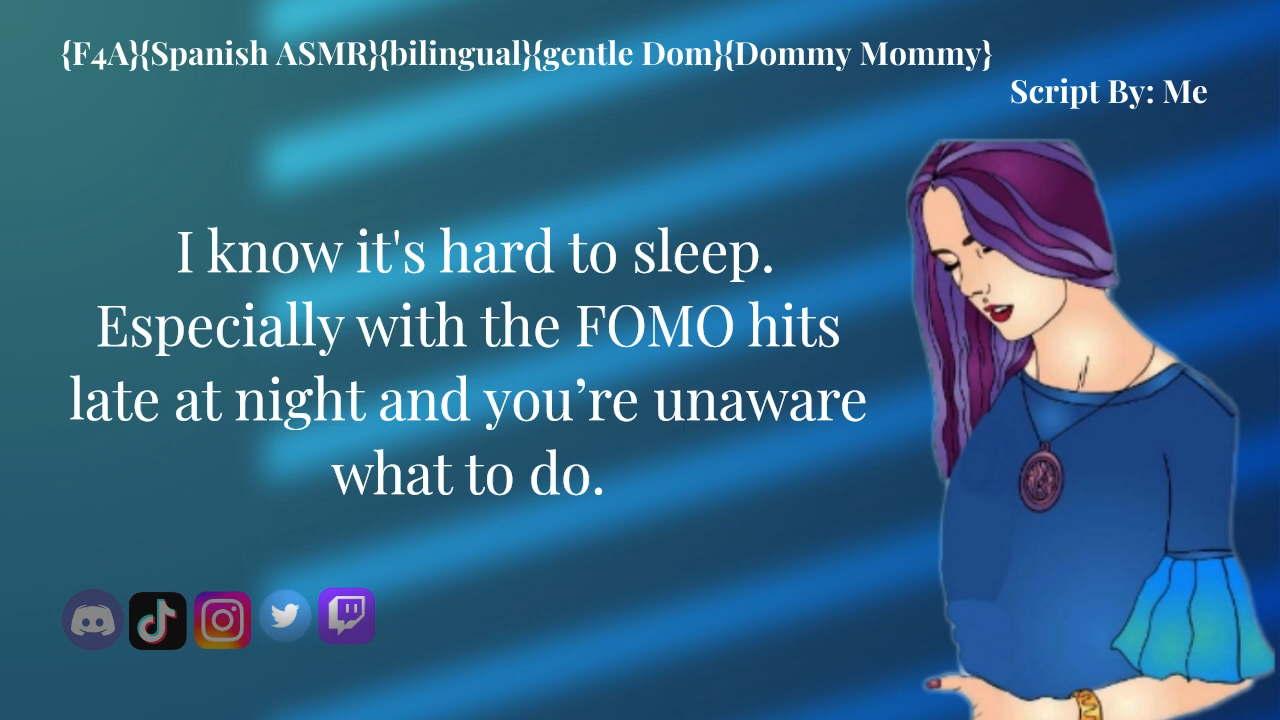 {F4A}{Spanish ASMR}{bilingual}{gentle Dom}{Dommy Mommy}
Script By: Me
I know it's hard to sleep.
Especially with the FOMO hits
late at night and you’re unaware
what to do.